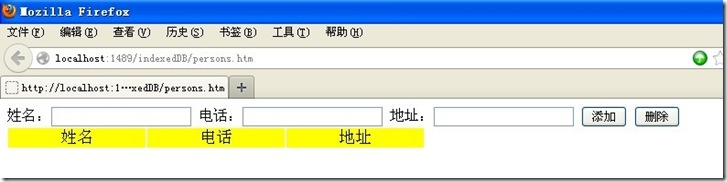 Mozilla Firefox
文件(F) 编辑(E) 查看(V) 历史(S) 书签(B) 工具(T) 帮助(H)
localhost:1489/indexedDB/persons.htm
http://localhost:1…xedDB/persons.htm +
姓名: 电话: 地址: 添加 删除
姓名 电话 地址